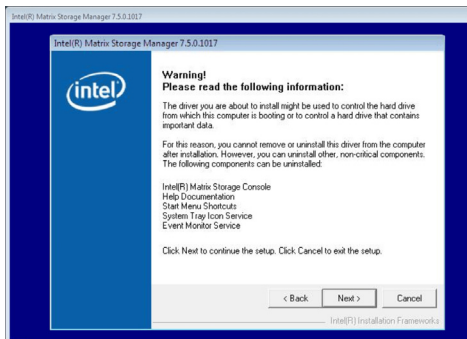 Intel(R) Matrix Storage Manager 7.5.0.1017
Intel(R) Matrix Storage Manager 7.5.0.1017
intel
Warning!
Please read the following information:
The driver you are about to install might be used to control the hard drive
from which this computer is booting or to control a hard drive that contains
important data.
For this reason, you cannot remove or uninstall this driver from the computer
after installation. However, you can uninstall other, non-critical components.
The following components can be uninstalled:
Intel(R) Matrix Storage Console
Help Documentation
Start Menu Shortcuts
System Tray Icon Service
Event Monitor Service
Click Next to continue the setup. Click Cancel to exit the setup.
< Back
Next >
Cancel
Intel(R) Installation Frameworks